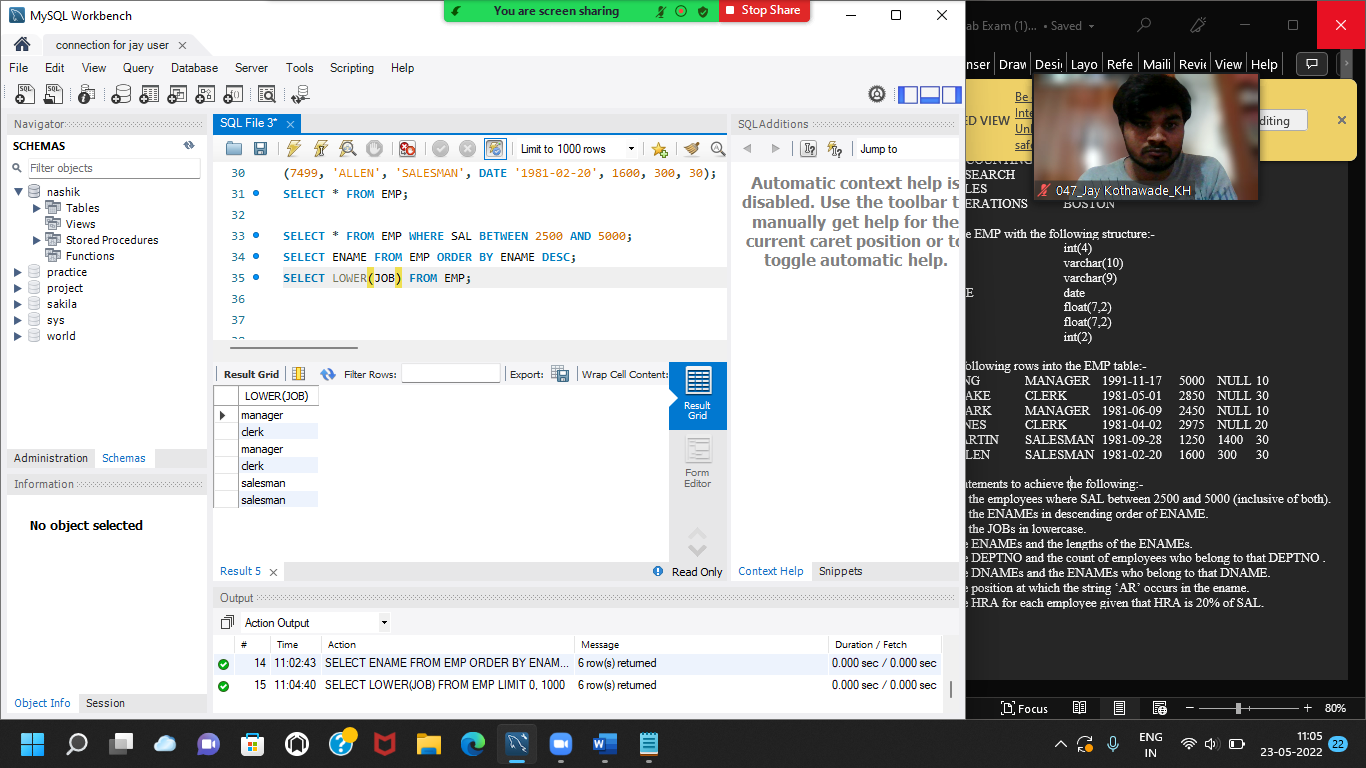 MySQL Workbench
You are screen sharing
Stop Share
connection for jay user
File Edit View Query Database Server Tools Scripting Help
Navigator
SCHEMAS
Filter objects
nashik
Tables
Views
Stored Procedures
Functions
practice
project
sakila
sys
world
Administration Schemas
Information
No object selected
Object Info Session
SQL File 3*
Limit to 1000 rows
30 (7499, 'ALLEN', 'SALESMAN', DATE '1981-02-20', 1600, 300, 30);
31 SELECT * FROM EMP;
32
33 SELECT * FROM EMP WHERE SAL BETWEEN 2500 AND 5000;
34 SELECT ENAME FROM EMP ORDER BY ENAME DESC;
35 SELECT LOWER(JOB) FROM EMP;
36
37
Result Grid Filter Rows: Export: Wrap Cell Content:
LOWER(JOB)
manager
clerk
manager
clerk
salesman
salesman
Result
Grid
Form
Editor
Result 5
Read Only
SQLAdditions
Jump to
Automatic context help is
disabled. Use the toolbar t
manually get help for the
current caret position or to
toggle automatic help.
Context Help Snippets
Output
Action Output
# Time Action Message Duration / Fetch
14 11:02:43 SELECT ENAME FROM EMP ORDER BY ENAM... 6 row(s) returned 0.000 sec / 0.000 sec
15 11:04:40 SELECT LOWER(JOB) FROM EMP LIMIT 0, 1000 6 row(s) returned 0.000 sec / 0.000 sec
ab Exam (1)... • Saved
nser Draw Desig Layo Refe Maili Revie View Help
ED VIEW
Be
Inte
Unl
safe
diting
047_Jay Kothawade_KH
SEARCH
LES
ERATIONS BOSTON
e EMP with the following structure:-
int(4)
varchar(10)
varchar(9)
E date
float(7,2)
float(7,2)
int(2)
ollowing rows into the EMP table:-
NG MANAGER 1991-11-17 5000 NULL 10
AKE CLERK 1981-05-01 2850 NULL 30
ARK MANAGER 1981-06-09 2450 NULL 10
NES CLERK 1981-04-02 2975 NULL 20
ARTIN SALESMAN 1981-09-28 1250 1400 30
LEN SALESMAN 1981-02-20 1600 300 30
atements to achieve the following:-
the employees where SAL between 2500 and 5000 (inclusive of both).
the ENAMEs in descending order of ENAME.
the JOBs in lowercase.
e ENAMEs and the lengths of the ENAMEs.
e DEPTNO and the count of employees who belong to that DEPTNO .
e DNAMEs and the ENAMEs who belong to that DNAME.
e position at which the string ‘AR’ occurs in the ename.
e HRA for each employee given that HRA is 20% of SAL.
Focus
80%
ENG
IN
11:05
23-05-2022
22